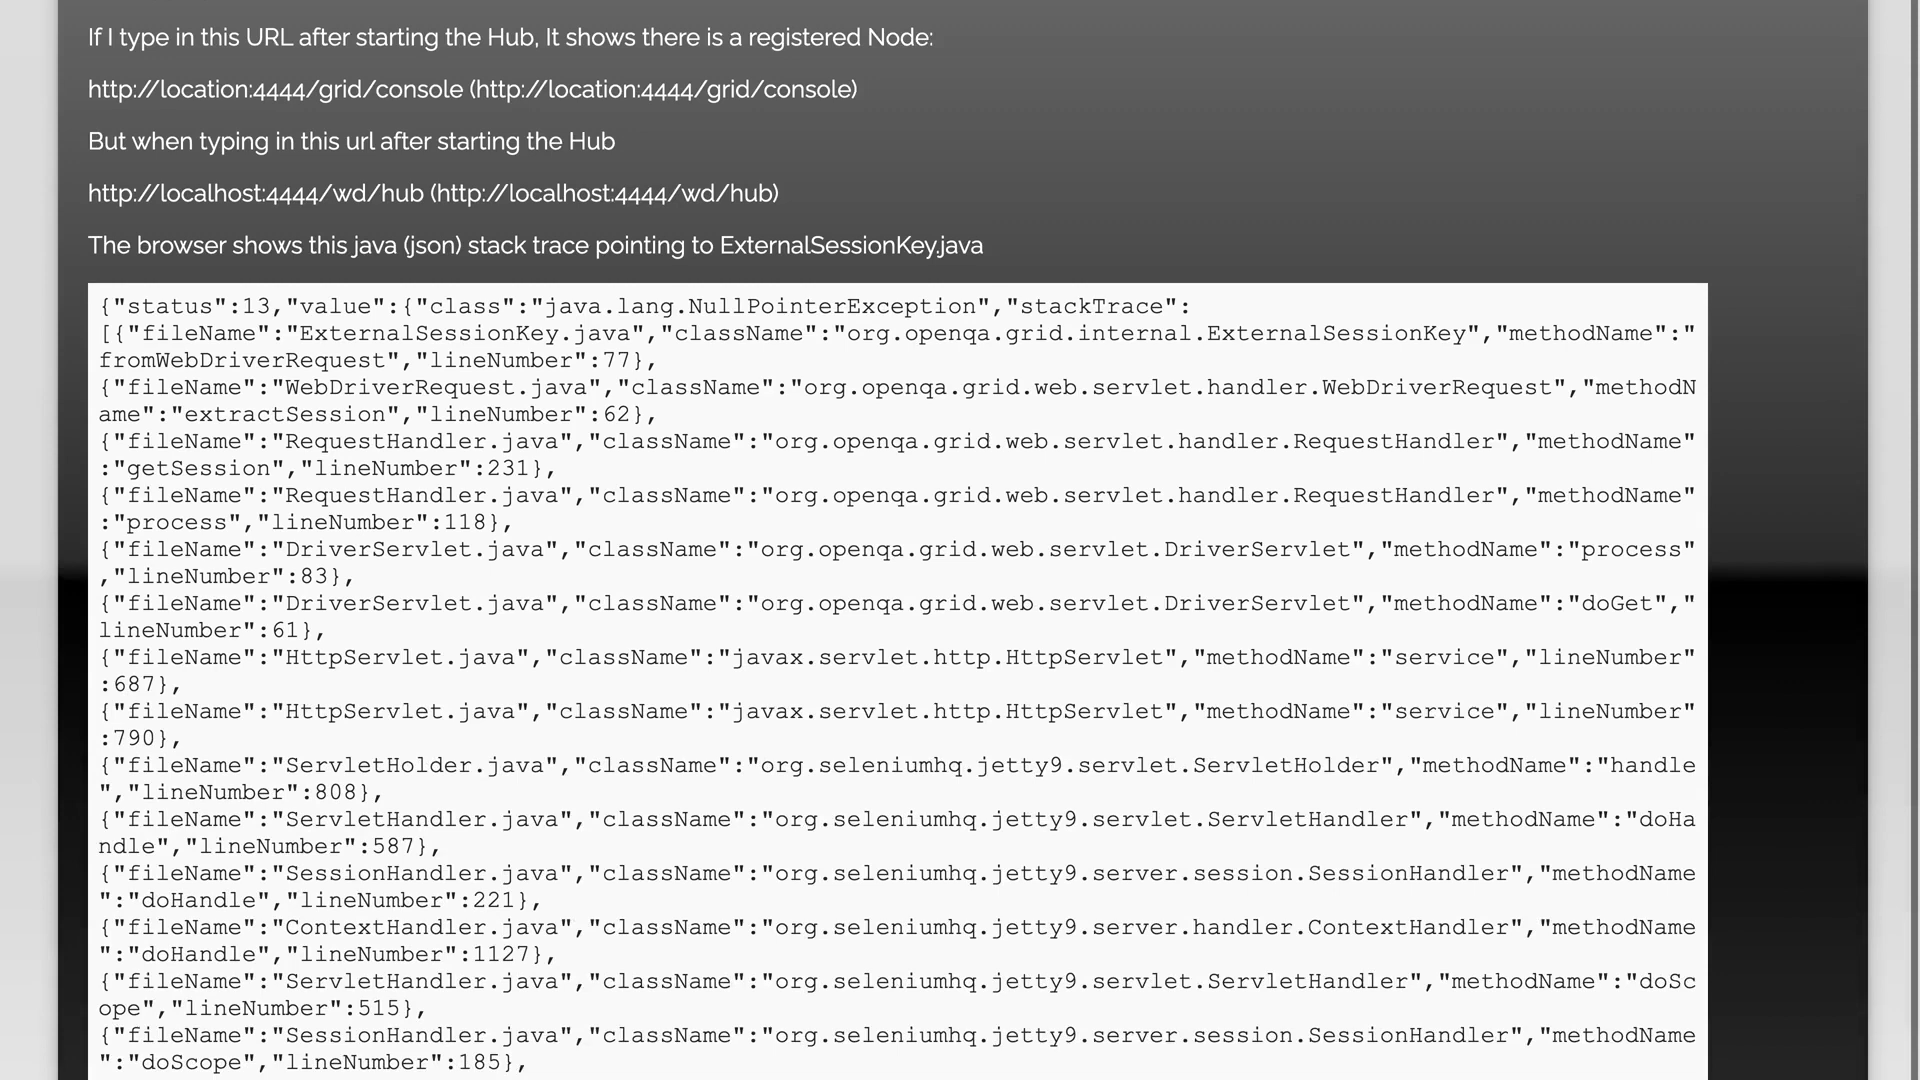 If I type in this URL after starting the Hub, It shows there is a registered Node:
http://location:4444/grid/console (http://location:4444/grid/console)
But when typing in this url after starting the Hub
http://localhost:4444/wd/hub (http://localhost:4444/wd/hub)
The browser shows this java (json) stack trace pointing to ExternalSessionKey.java
{"status":13,"value":{"class":"java.lang.NullPointerException","stackTrace":
[{"fileName":"ExternalSessionKey.java","className":"org.openqa.grid.internal.ExternalSessionKey","methodName":"
fromWebDriverRequest","lineNumber":77},
{"fileName":"WebDriverRequest.java","className":"org.openqa.grid.web.servlet.handler.WebDriverRequest","methodN
ame":"extractSession","lineNumber":62},
{"fileName":"RequestHandler.java","className":"org.openqa.grid.web.servlet.handler.RequestHandler","methodName"
:"getSession","lineNumber":231},
{"fileName":"RequestHandler.java","className":"org.openqa.grid.web.servlet.handler.RequestHandler","methodName"
:"process","lineNumber":118},
{"fileName":"DriverServlet.java","className":"org.openqa.grid.web.servlet.DriverServlet","methodName":"process"
,"lineNumber":83},
{"fileName":"DriverServlet.java","className":"org.openqa.grid.web.servlet.DriverServlet","methodName":"doGet","
lineNumber":61},
{"fileName":"HttpServlet.java","className":"javax.servlet.http.HttpServlet","methodName":"service","lineNumber"
:687},
{"fileName":"HttpServlet.java","className":"javax.servlet.http.HttpServlet","methodName":"service","lineNumber"
:790},
{"fileName":"ServletHolder.java","className":"org.seleniumhq.jetty9.servlet.ServletHolder","methodName":"handle
","lineNumber":808},
{"fileName":"ServletHandler.java","className":"org.seleniumhq.jetty9.servlet.ServletHandler","methodName":"doHa
ndle","lineNumber":587},
{"fileName":"SessionHandler.java","className":"org.seleniumhq.jetty9.server.session.SessionHandler","methodName
":"doHandle","lineNumber":221},
{"fileName":"ContextHandler.java","className":"org.seleniumhq.jetty9.server.handler.ContextHandler","methodName
":"doHandle","lineNumber":1127},
{"fileName":"ServletHandler.java","className":"org.seleniumhq.jetty9.servlet.ServletHandler","methodName":"doSc
ope","lineNumber":515},
{"fileName":"SessionHandler.java","className":"org.seleniumhq.jetty9.server.session.SessionHandler","methodName
":"doScope","lineNumber":185},